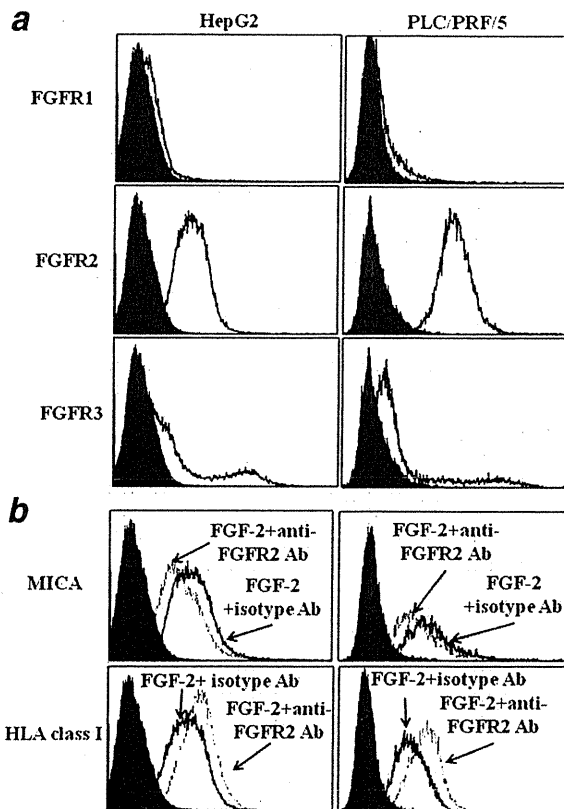 a
HepG2 PLC/PRF/5
FGFR1
FGFR2
FGFR3
b
MICA
FGF-2+anti-
FGFR2 Ab
FGF-2
+isotype Ab
FGF-2+anti-
FGFR2 Ab
FGF-2
+isotype Ab
HLA class I
FGF-2+ isotype Ab
FGF-2+anti-
FGFR2 Ab
FGF-2+isotype Ab
FGF-2+anti-
FGFR2 Ab